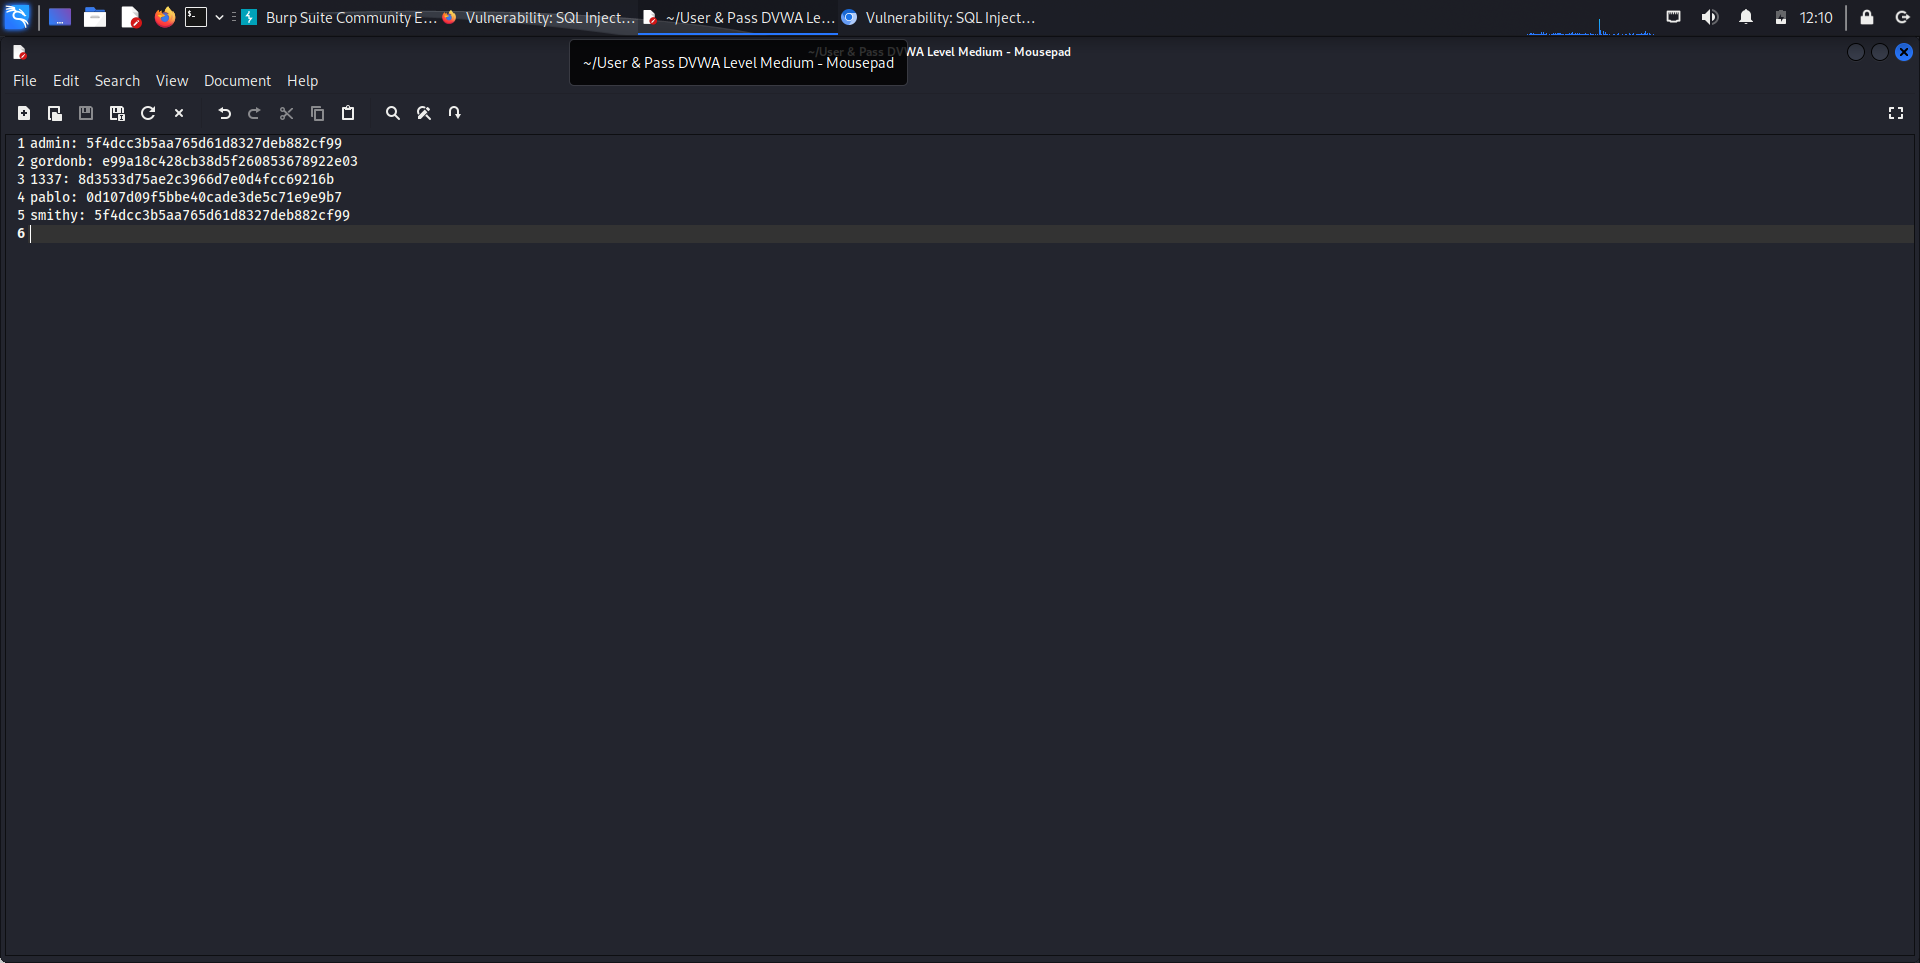 Burp Suite Community E...
Vulnerability: SQL Inject...
~/User & Pass DVWA Le...
Vulnerability: SQL Inject...
12:10
~/User & Pass DVWA Level Medium - Mousepad
~/User & Pass DVWA Level Medium - Mousepad
File Edit Search View Document Help
1 admin: 5f4dcc3b5aa765d61d8327deb882cf99
2 gordonb: e99a18c428cb38d5f260853678922e03
3 1337: 8d3533d75ae2c3966d7e0d4fcc69216b
4 pablo: 0d107d09f5bbe40cade3de5c71e9e9b7
5 smithy: 5f4dcc3b5aa765d61d8327deb882cf99
6